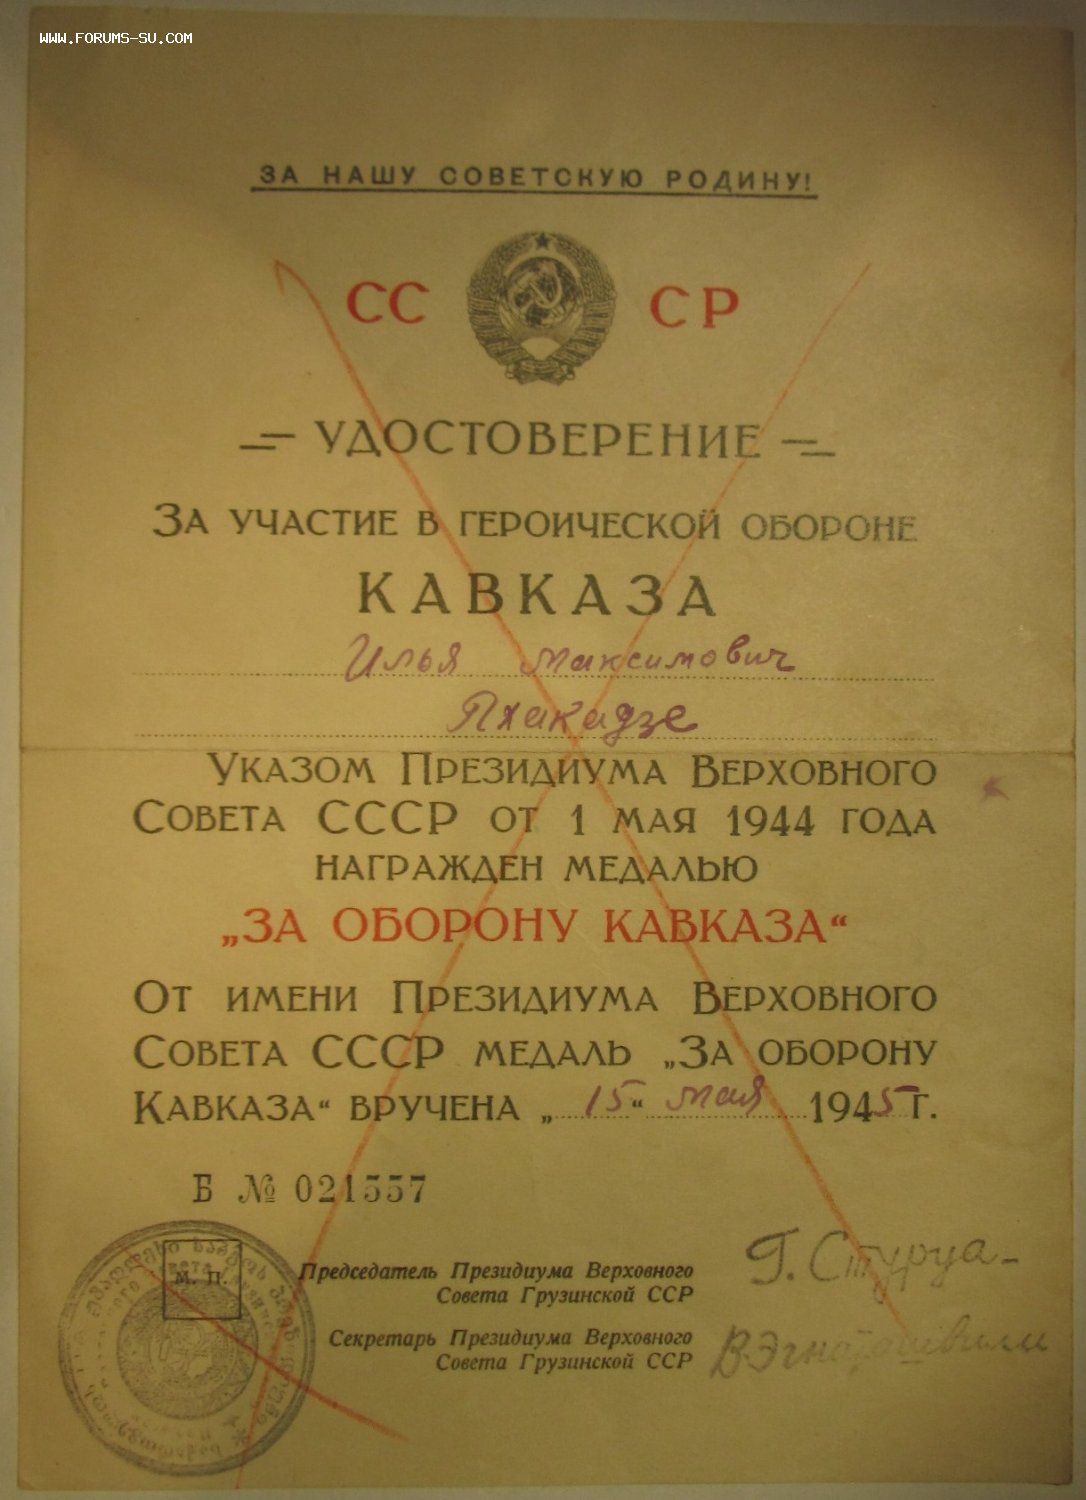 WWW.FORUMS-SU.COM
ЗА НАШУ СОВЕТСКУЮ РОДИНУ!
СС СР
УДОСТОВЕРЕНИЕ
ЗА УЧАСТИЕ В ГЕРОИЧЕСКОЙ ОБОРОНЕ
КАВКАЗА
Илья Максимович
Пхакадзе
УКАЗОМ ПРЕЗИДИУМА ВЕРХОВНОГО
СОВЕТА СССР ОТ 1 МАЯ 1944 ГОДА
НАГРАЖДЕН МЕДАЛЬЮ
„ЗА ОБОРОНУ КАВКАЗА“
ОТ ИМЕНИ ПРЕЗИДИУМА ВЕРХОВНОГО
СОВЕТА СССР МЕДАЛЬ „ЗА ОБОРОНУ
КАВКАЗА“ ВРУЧЕНА „15“ мая 1945 Г.
Б № 021557
м. п.
Председатель Президиума Верховного
Совета Грузинской ССР
Г. Стуруа
Секретарь Президиума Верховного
Совета Грузинской ССР
В Эгнаташвили